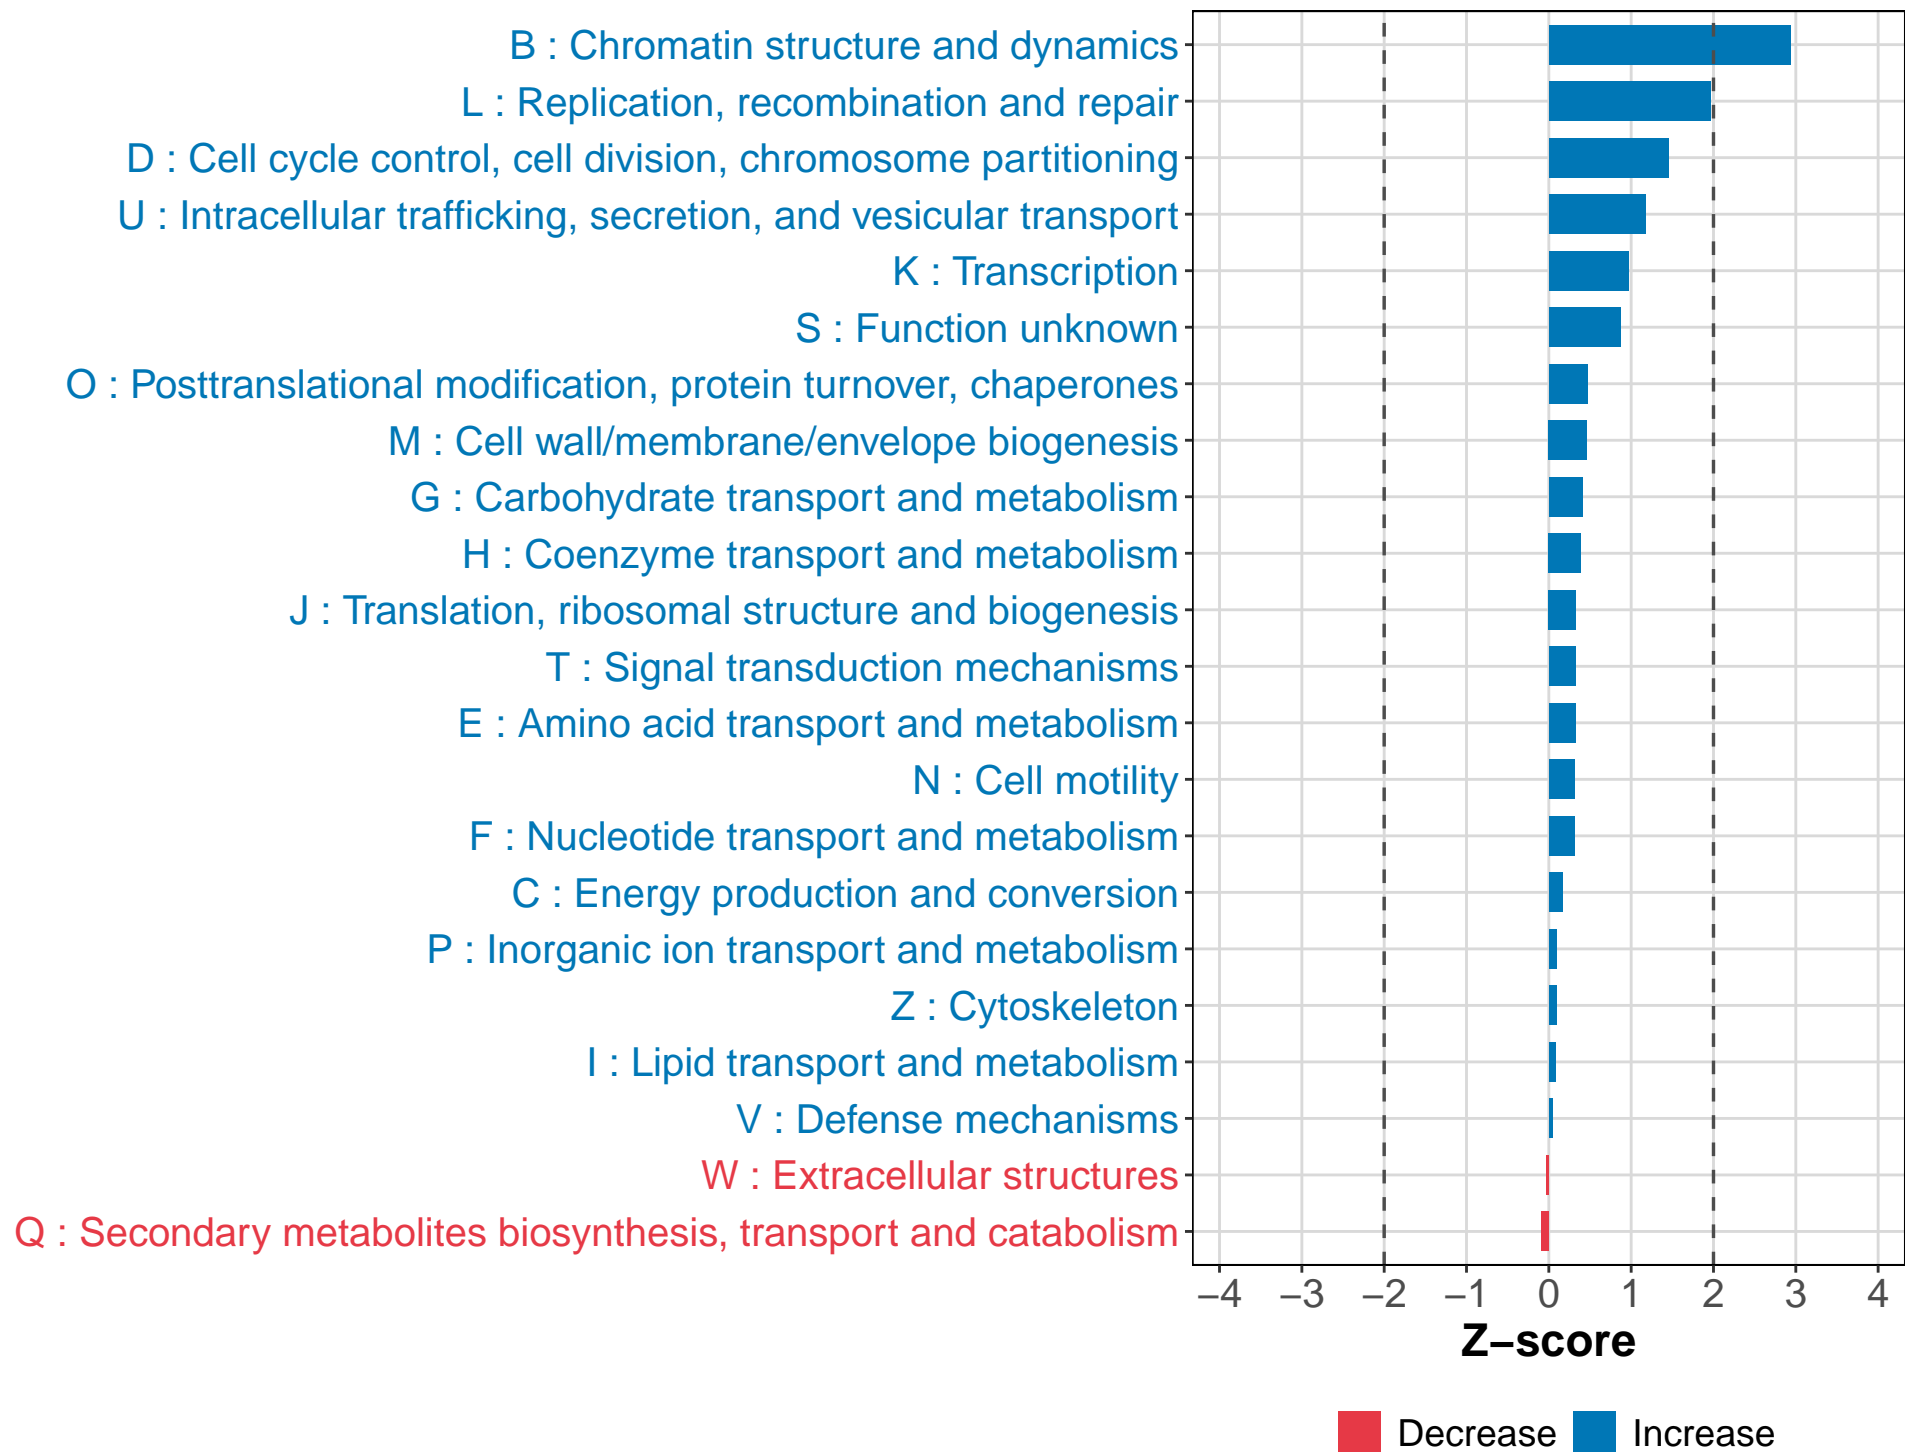 B : Chromatin structure and dynamics
L : Replication, recombination and repair
D : Cell cycle control, cell division, chromosome partitioning
U : Intracellular trafficking, secretion, and vesicular transport
K : Transcription
S : Function unknown
O : Posttranslational modification, protein turnover, chaperones
M : Cell wall/membrane/envelope biogenesis
G : Carbohydrate transport and metabolism
H : Coenzyme transport and metabolism
J : Translation, ribosomal structure and biogenesis
T : Signal transduction mechanisms
E : Amino acid transport and metabolism
N : Cell motility
F : Nucleotide transport and metabolism
C : Energy production and conversion
P : Inorganic ion transport and metabolism
Z : Cytoskeleton
I : Lipid transport and metabolism
V : Defense mechanisms
W : Extracellular structures
Q : Secondary metabolites biosynthesis, transport and catabolism
−4 −3 −2 −1 0 1 2 3 4
Z−score
Decrease Increase